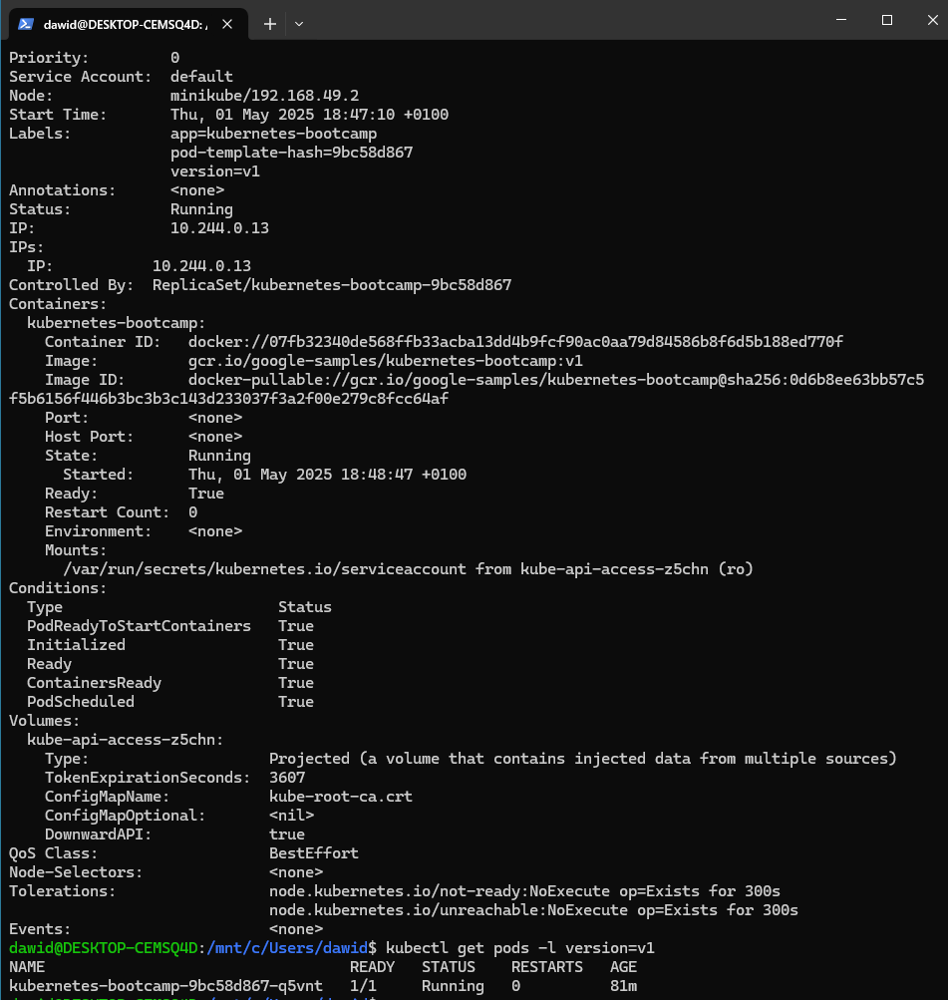 dawid@DESKTOP-CEMSQ4D: /
Priority:         0
Service Account:  default
Node:             minikube/192.168.49.2
Start Time:       Thu, 01 May 2025 18:47:10 +0100
Labels:           app=kubernetes-bootcamp
                  pod-template-hash=9bc58d867
                  version=v1
Annotations:      <none>
Status:           Running
IP:               10.244.0.13
IPs:
  IP:           10.244.0.13
Controlled By:  ReplicaSet/kubernetes-bootcamp-9bc58d867
Containers:
  kubernetes-bootcamp:
    Container ID:   docker://07fb32340de568ffb33acba13dd4b9fcf90ac0aa79d84586b8f6d5b188ed770f
    Image:          gcr.io/google-samples/kubernetes-bootcamp:v1
    Image ID:       docker-pullable://gcr.io/google-samples/kubernetes-bootcamp@sha256:0d6b8ee63bb57c5
f5b6156f446b3bc3b3c143d233037f3a2f00e279c8fcc64af
    Port:           <none>
    Host Port:      <none>
    State:          Running
      Started:      Thu, 01 May 2025 18:48:47 +0100
    Ready:          True
    Restart Count:  0
    Environment:    <none>
    Mounts:
      /var/run/secrets/kubernetes.io/serviceaccount from kube-api-access-z5chn (ro)
Conditions:
  Type                        Status
  PodReadyToStartContainers   True
  Initialized                 True
  Ready                       True
  ContainersReady             True
  PodScheduled                True
Volumes:
  kube-api-access-z5chn:
    Type:                    Projected (a volume that contains injected data from multiple sources)
    TokenExpirationSeconds:  3607
    ConfigMapName:           kube-root-ca.crt
    ConfigMapOptional:       <nil>
    DownwardAPI:             true
QoS Class:                   BestEffort
Node-Selectors:              <none>
Tolerations:                 node.kubernetes.io/not-ready:NoExecute op=Exists for 300s
                             node.kubernetes.io/unreachable:NoExecute op=Exists for 300s
Events:                      <none>
dawid@DESKTOP-CEMSQ4D:/mnt/c/Users/dawid$ kubectl get pods -l version=v1
NAME                                  READY   STATUS    RESTARTS   AGE
kubernetes-bootcamp-9bc58d867-q5vnt   1/1     Running   0          81m